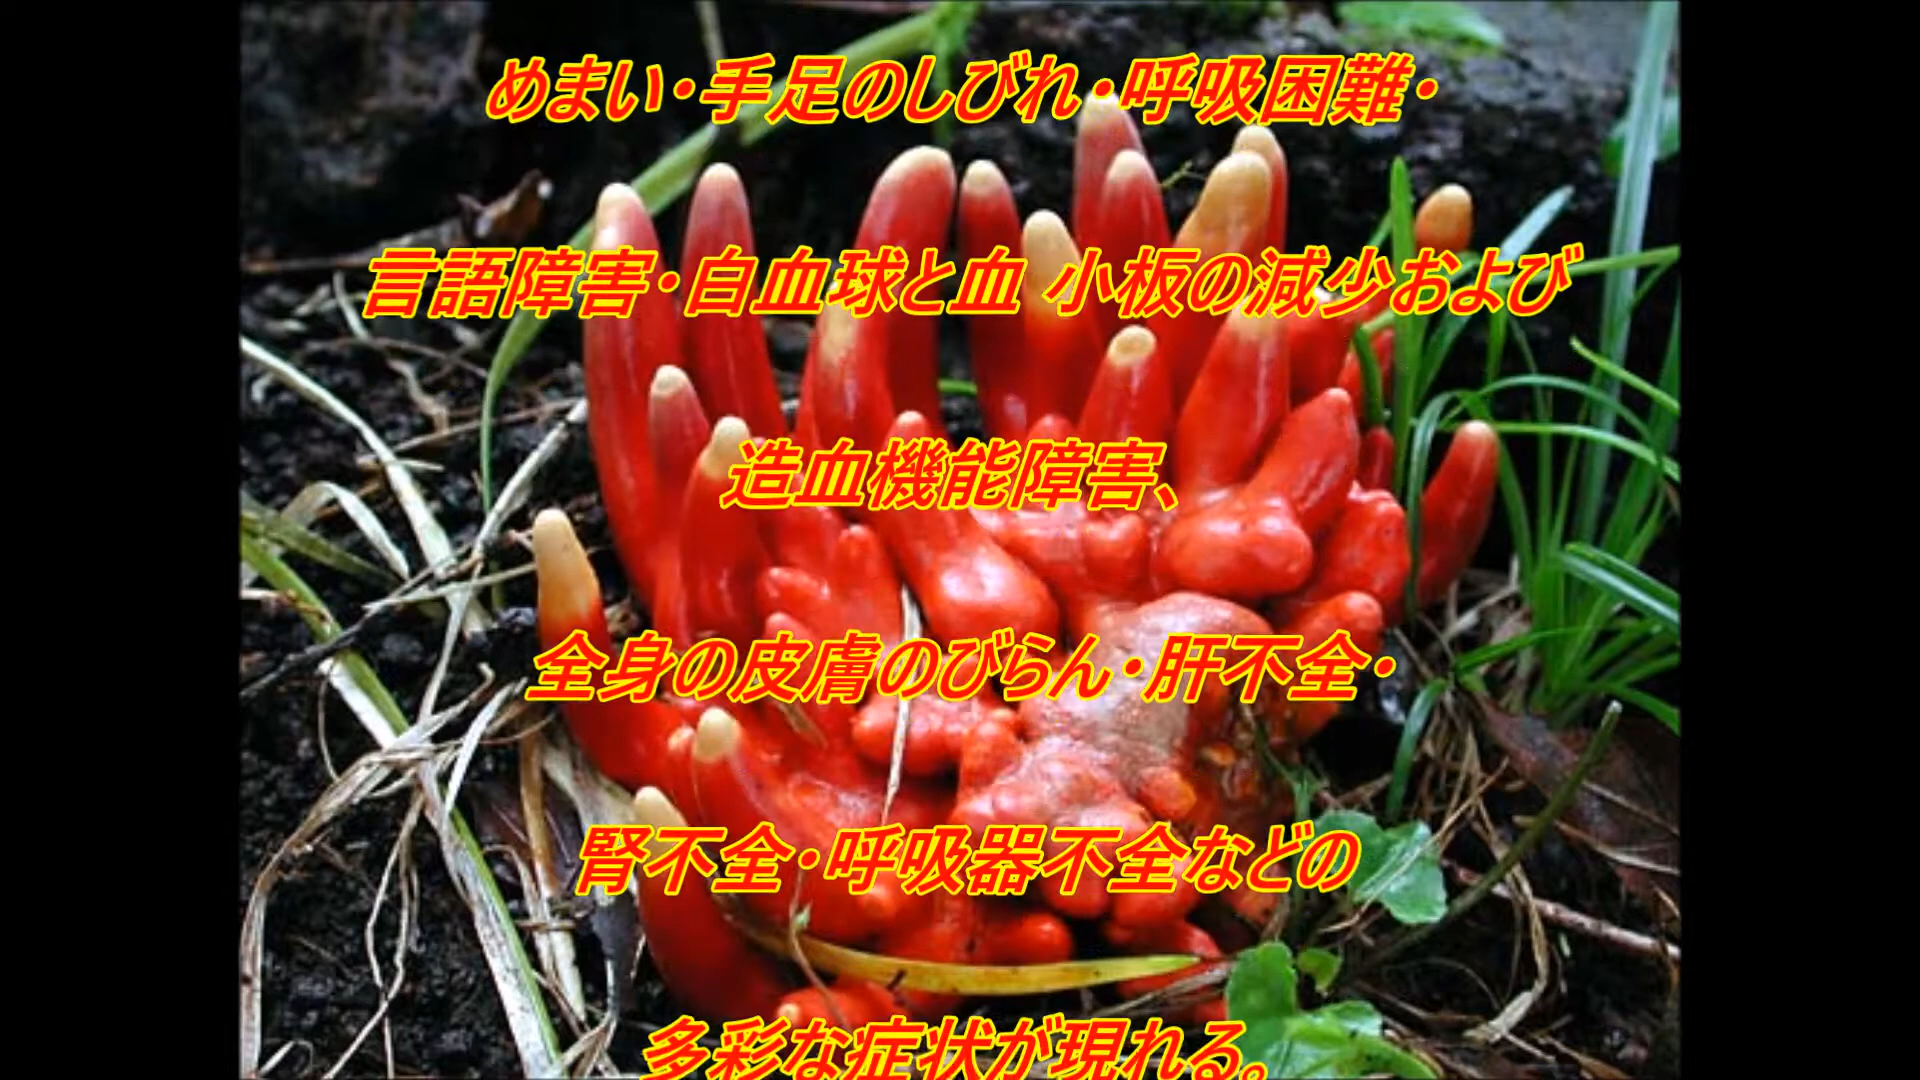 めまい・手足のしびれ・呼吸困難・
言語障害・白血球と血 小板の減少および
造血機能障害、
全身の皮膚のびらん・肝不全・
腎不全・呼吸器不全などの
多彩な症状が現れる。